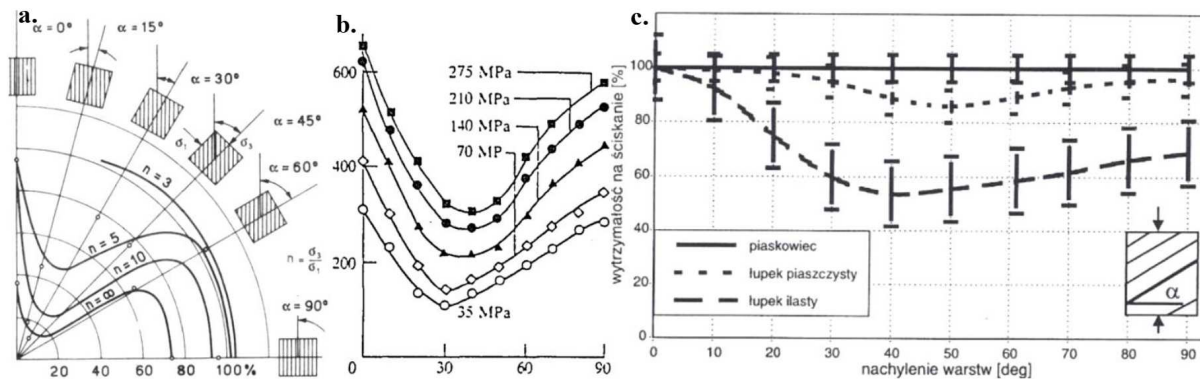 a.
α = 0°
α = 15°
α = 30°
α = 45°
α = 60°
α = 90°
σ₁
σ₃
n = 3
n = 5
n = 10
n = ∞
n = σ₃/σ₁
20 40 60 80 100 %
b.
600
400
200
0
275 MPa
210 MPa
140 MPa
70 MP
35 MPa
0 30 60 90
c.
wytrzymałość na ściskanie [%]
100
80
60
40
20
0
piaskowiec
łupek piaszczysty
łupek ilasty
α
0 10 20 30 40 50 60 70 80 90
nachylenie warstw [deg]